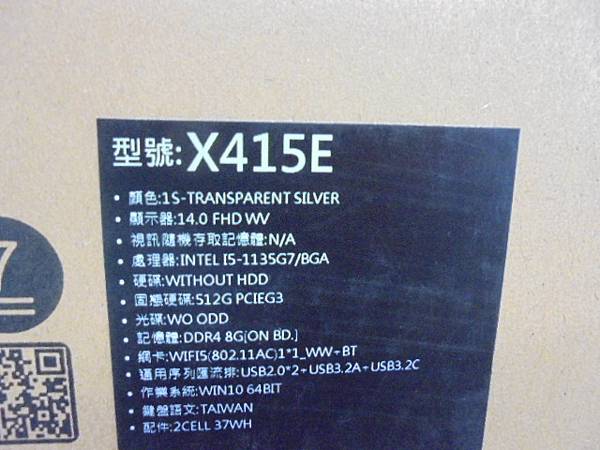 型號:X415E
• 顏色:1S-TRANSPARENT SILVER
• 顯示器:14.0 FHD WV
• 視訊隨機存取記憶體:N/A
• 處理器:INTEL I5-1135G7/BGA
• 硬碟:WITHOUT HDD
• 固態硬碟:512G PCIEG3
• 光碟:WO ODD
• 記憶體:DDR4 8G[ON BD.]
• 網卡:WIFI5(802.11AC)1*1_WW+BT
• 通用序列匯流排:USB2.0*2+USB3.2A+USB3.2C
• 作業系統:WIN10 64BIT
• 鍵盤語文:TAIWAN
• 配件:2CELL 37WH
7